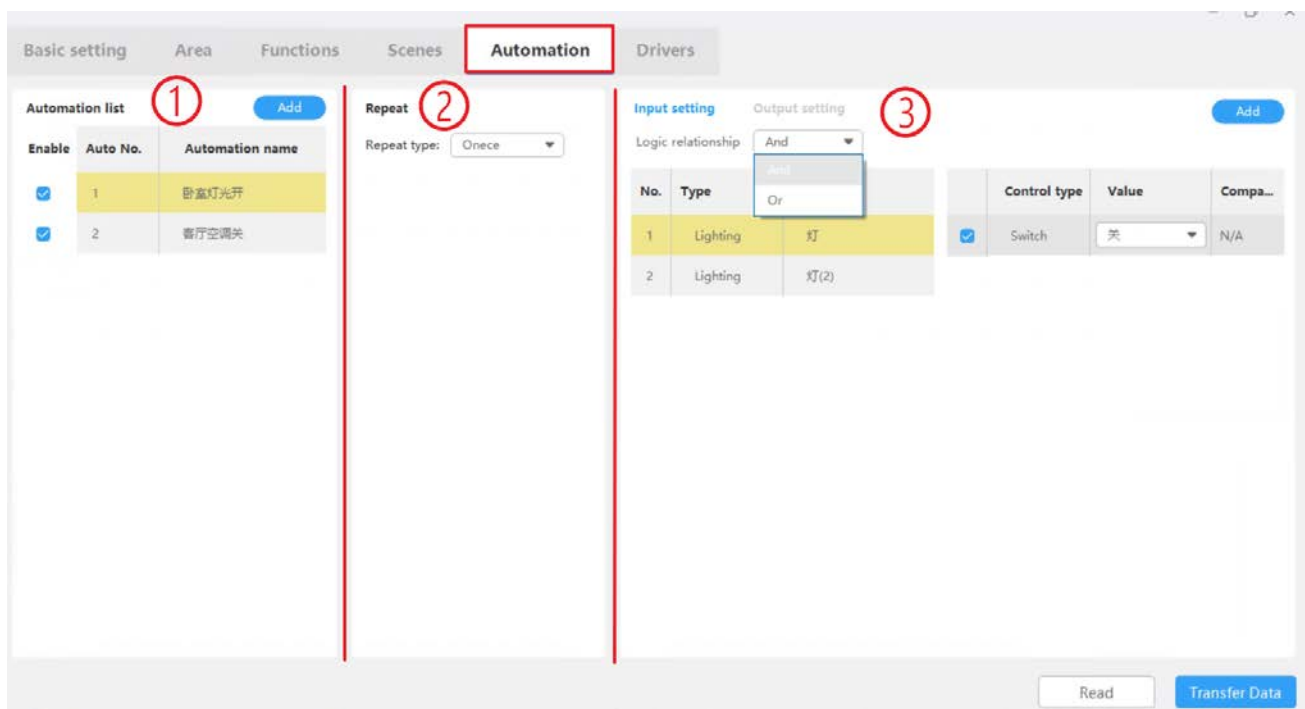 Basic setting Area Functions Scenes Automation Drivers
Automation list ① Add
Repeat ②
Input setting Output setting ③ Add
Repeat type: Onece
Logic relationship And
And
Or
Enable Auto No. Automation name
No. Type
Control type Value Compa...
1 卧室灯光开
2 客厅空调关
1 Lighting 灯
2 Lighting 灯(2)
Switch 关 N/A
Read Transfer Data